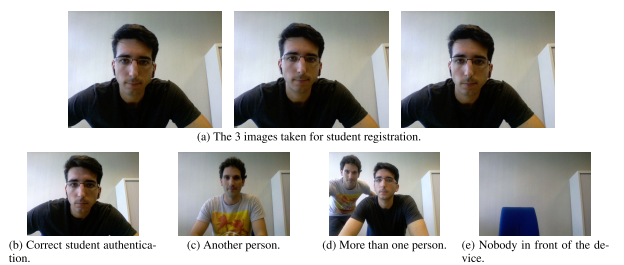 (a) The 3 images taken for student registration.
(b) Correct student authentica-
tion.
(c) Another person.
(d) More than one person.
(e) Nobody in front of the de-
vice.